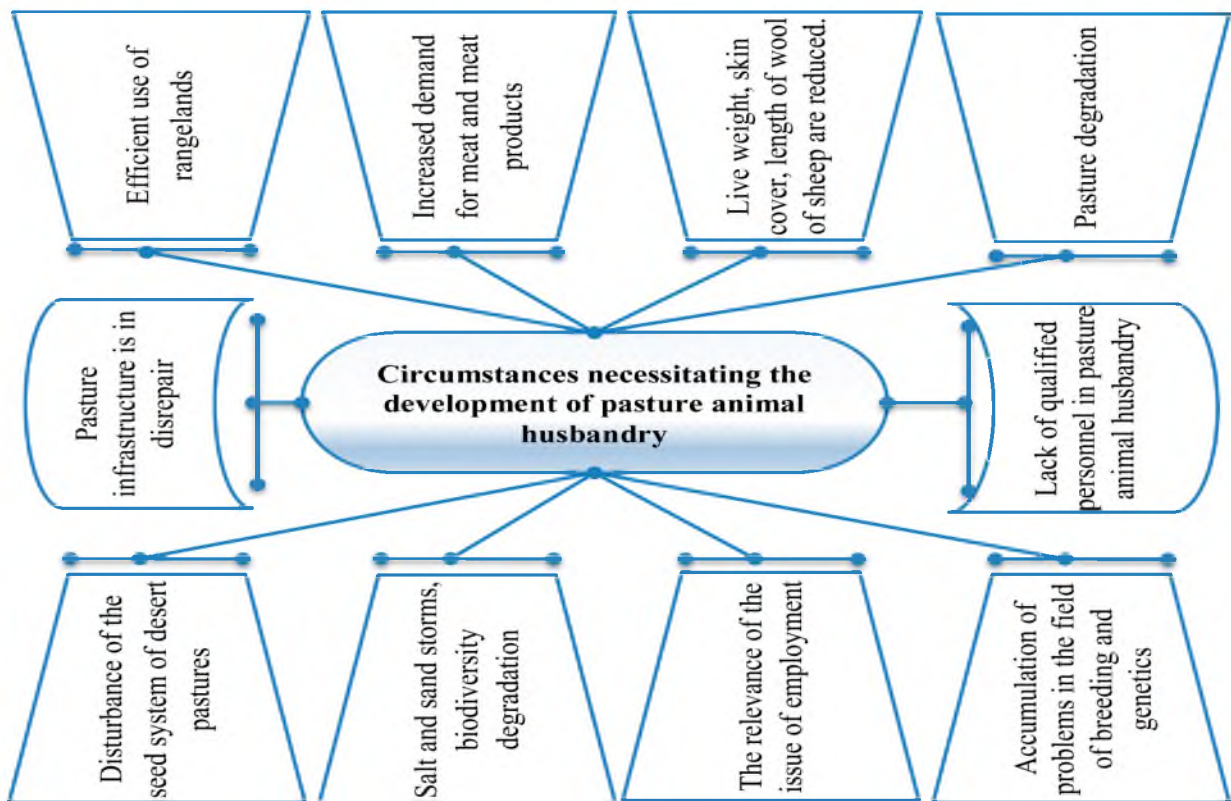 Efficient use of
rangelands
Increased demand
for meat and meat
products
Live weight, skin
cover, length of wool
of sheep are reduced.
Pasture degradation
Pasture
infrastructure is in
disrepair
Circumstances necessitating the
development of pasture animal
husbandry
Lack of qualified
personnel in pasture
animal husbandry
Disturbance of the
seed system of desert
pastures
Salt and sand storms,
biodiversity
degradation
The relevance of the
issue of employment
Accumulation of
problems in the field
of breeding and
genetics